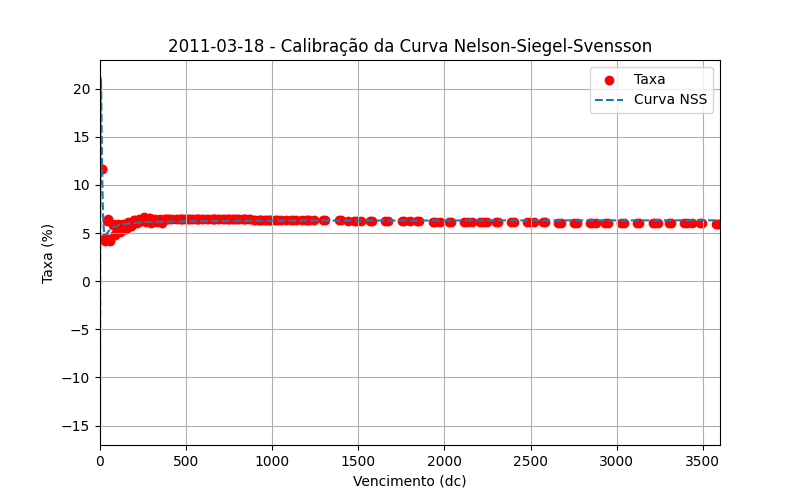 2011-03-18 - Calibração da Curva Nelson-Siegel-Svensson
Taxa
Curva NSS
Taxa (%)
20
15
10
5
0
−5
−10
−15
0 500 1000 1500 2000 2500 3000 3500
Vencimento (dc)